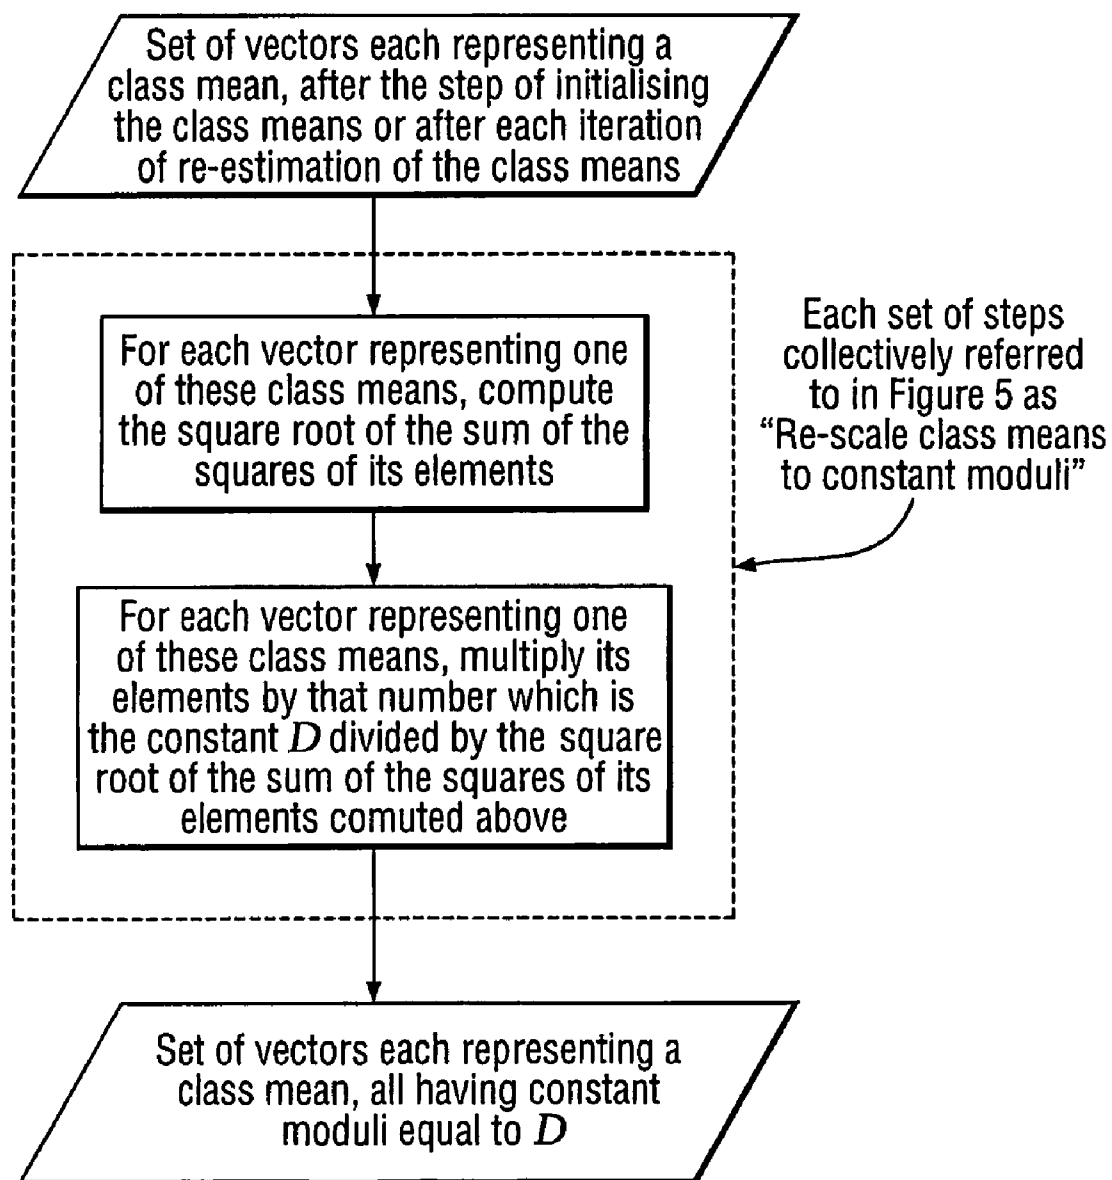 Set of vectors each representing a
class mean, after the step of initialising
the class means or after each iteration
of re-estimation of the class means
For each vector representing one
of these class means, compute
the square root of the sum of the
squares of its elements
Each set of steps
collectively referred
to in Figure 5 as
“Re-scale class means
to constant moduli”
For each vector representing one
of these class means, multiply its
elements by that number which is
the constant D divided by the square
root of the sum of the squares of its
elements comuted above
Set of vectors each representing a
class mean, all having constant
moduli equal to D